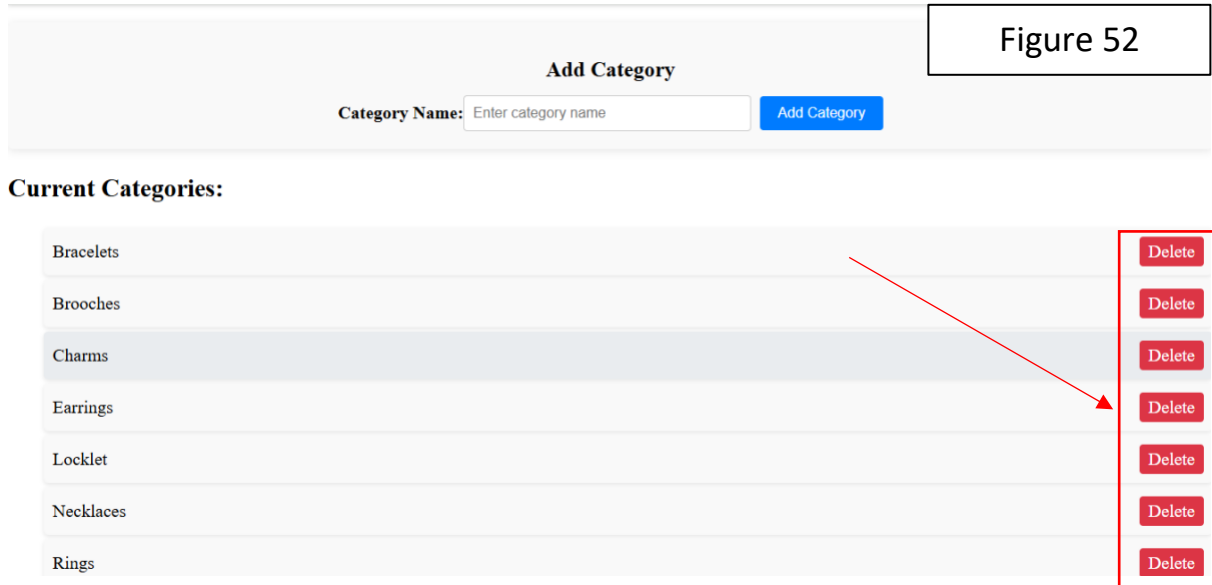 Figure 52
Add Category
Category Name: Enter category name Add Category
Current Categories:
Bracelets Delete
Brooches Delete
Charms Delete
Earrings Delete
Locklet Delete
Necklaces Delete
Rings Delete